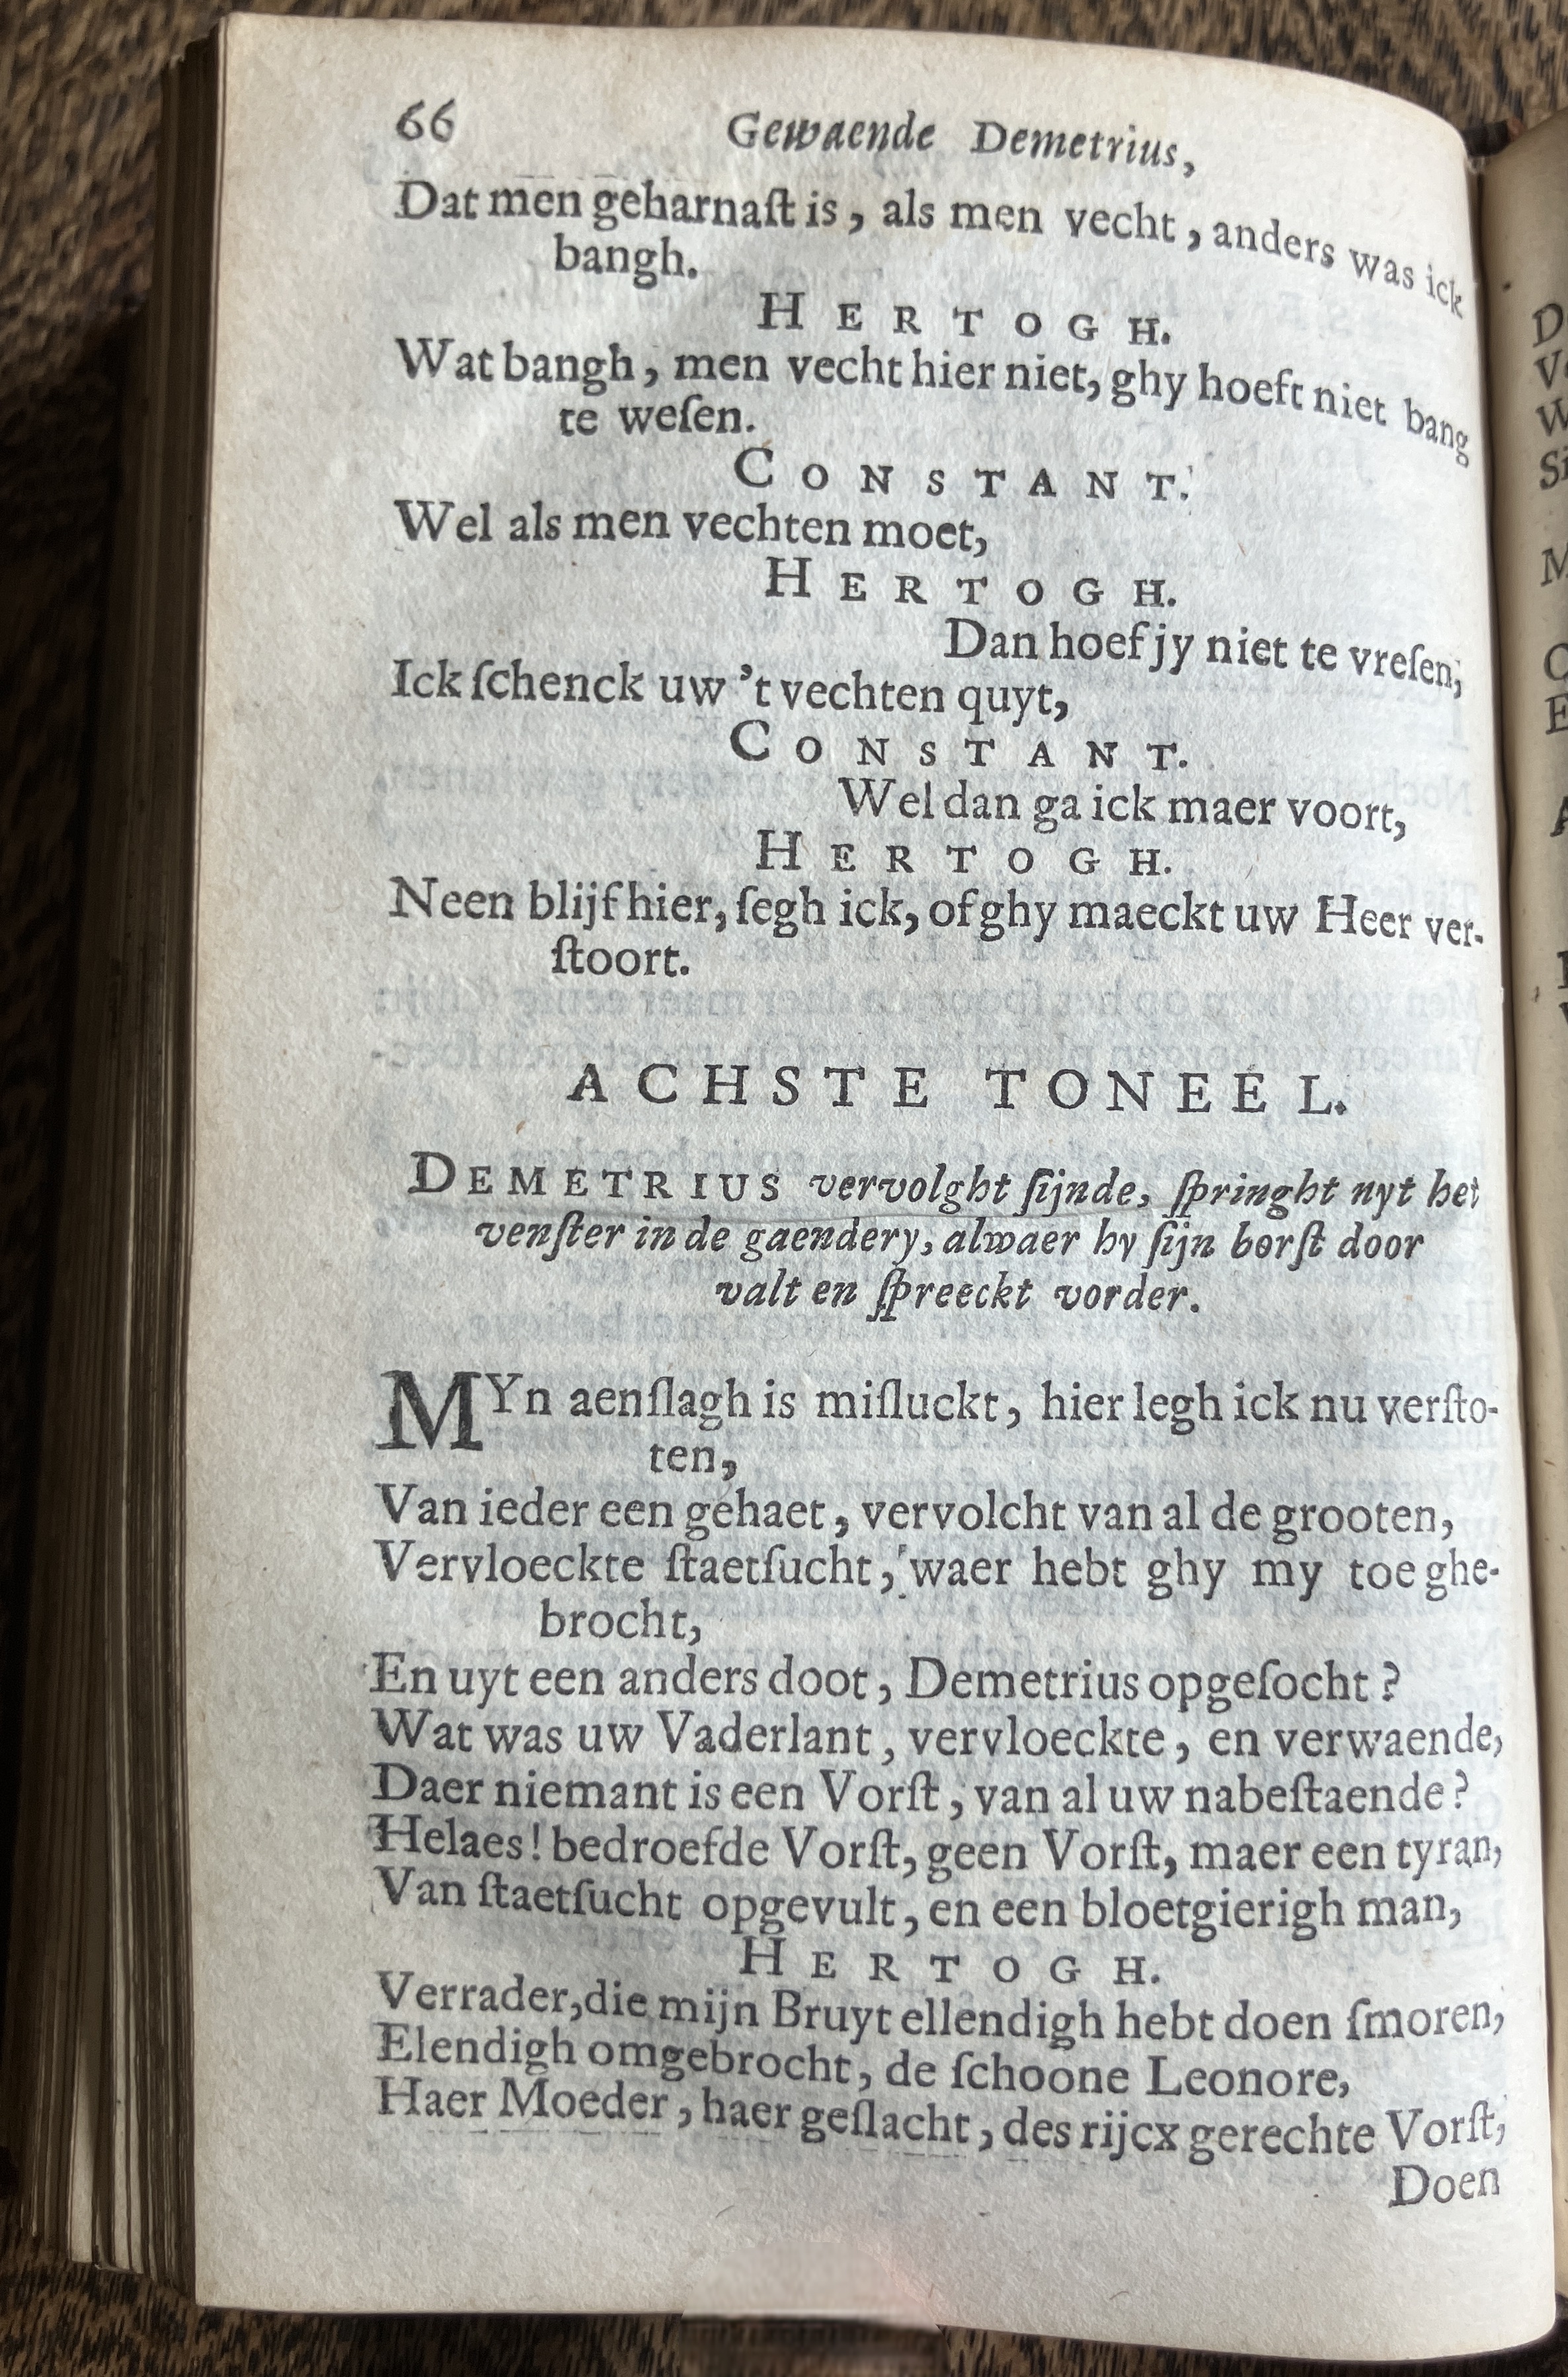 66 Gewaende Demetrius,
Dat men geharnaſt is, als men vecht, anders was ick
bangh.
HERTOGH.
Wat bangh, men vecht hier niet, ghy hoeft niet bang
te weſen.
CONSTANT.
Wel als men vechten moet,
HERTOGH.
Dan hoef jy niet te vreſen,
Ick ſchenck uw 't vechten quyt,
CONSTANT.
Wel dan ga ick maer voort,
HERTOGH.
Neen blijf hier, ſegh ick, of ghy maeckt uw Heer ver-
ſtoort.
ACHSTE TONEEL.
DEMETRIUS vervolght ſijnde, ſpringht nyt het
venſter in de gaendery, alwaer hy ſijn borſt door
valt en ſpreeckt vorder.
MYn aenſlagh is miſluckt, hier legh ick nu verſto-
ten,
Van ieder een gehaet, vervolcht van al de grooten,
Vervloeckte ſtaetſucht, waer hebt ghy my toe ghe-
brocht,
En uyt een anders doot, Demetrius opgeſocht?
Wat was uw Vaderlant, vervloeckte, en verwaende,
Daer niemant is een Vorſt, van al uw nabeſtaende?
Helaes! bedroefde Vorſt, geen Vorſt, maer een tyran,
Van ſtaetſucht opgevult, en een bloetgierigh man,
HERTOGH.
Verrader, die mijn Bruyt ellendigh hebt doen ſmoren,
Elendigh omgebrocht, de ſchoone Leonore,
Haer Moeder, haer geſlacht, des rijcx gerechte Vorſt,
Doen